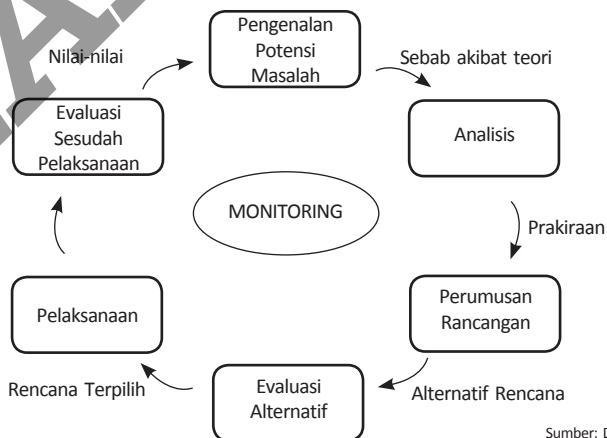 Pengenalan
Potensi
Masalah
Nilai-nilai
Sebab akibat teori
Evaluasi
Sesudah
Pelaksanaan
Analisis
MONITORING
Prakiraan
Perumusan
Rancangan
Pelaksanaan
Rencana Terpilih
Evaluasi
Alternatif
Alternatif Rencana
Sumber: